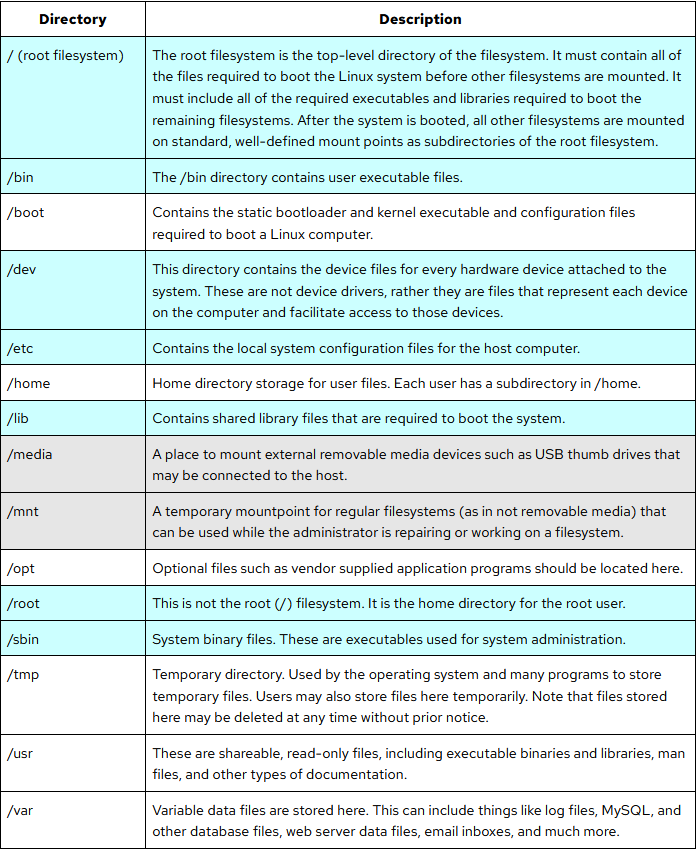 Directory Description
/ (root filesystem) The root filesystem is the top-level directory of the filesystem. It must contain all of
the files required to boot the Linux system before other filesystems are mounted. It
must include all of the required executables and libraries required to boot the
remaining filesystems. After the system is booted, all other filesystems are mounted
on standard, well-defined mount points as subdirectories of the root filesystem.
/bin The /bin directory contains user executable files.
/boot Contains the static bootloader and kernel executable and configuration files
required to boot a Linux computer.
/dev This directory contains the device files for every hardware device attached to the
system. These are not device drivers, rather they are files that represent each device
on the computer and facilitate access to those devices.
/etc Contains the local system configuration files for the host computer.
/home Home directory storage for user files. Each user has a subdirectory in /home.
/lib Contains shared library files that are required to boot the system.
/media A place to mount external removable media devices such as USB thumb drives that
may be connected to the host.
/mnt A temporary mountpoint for regular filesystems (as in not removable media) that
can be used while the administrator is repairing or working on a filesystem.
/opt Optional files such as vendor supplied application programs should be located here.
/root This is not the root (/) filesystem. It is the home directory for the root user.
/sbin System binary files. These are executables used for system administration.
/tmp Temporary directory. Used by the operating system and many programs to store
temporary files. Users may also store files here temporarily. Note that files stored
here may be deleted at any time without prior notice.
/usr These are shareable, read-only files, including executable binaries and libraries, man
files, and other types of documentation.
/var Variable data files are stored here. This can include things like log files, MySQL, and
other database files, web server data files, email inboxes, and much more.